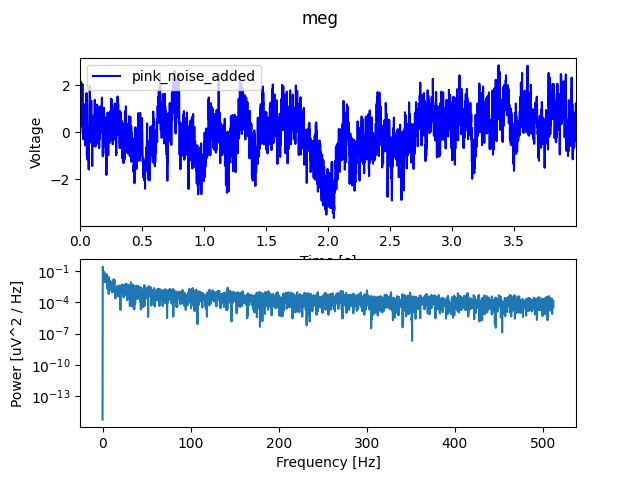 meg
pink_noise_added
Voltage
2
0
−2
0.0 0.5 1.0 1.5 2.0 2.5 3.0 3.5
Time [s]
Power [uV^2 / Hz]
10^−1
10^−4
10^−7
10^−10
10^−13
0 100 200 300 400 500
Frequency [Hz]